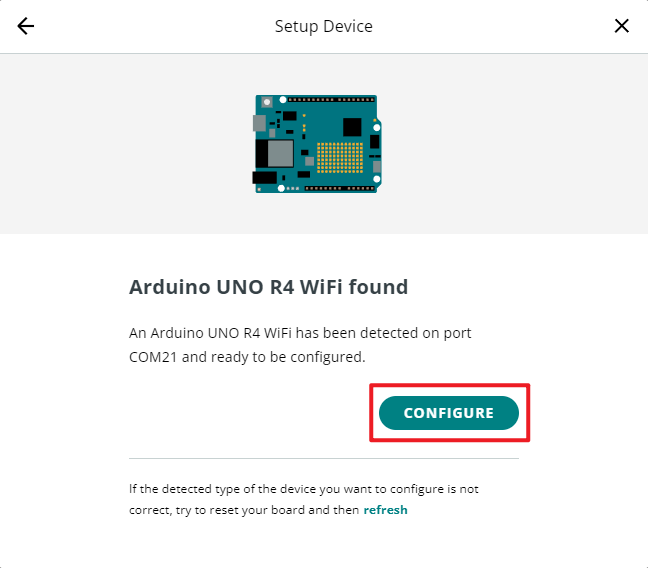 Setup Device
Arduino UNO R4 WiFi found
An Arduino UNO R4 WiFi has been detected on port
COM21 and ready to be configured.
CONFIGURE
If the detected type of the device you want to configure is not
correct, try to reset your board and then refresh